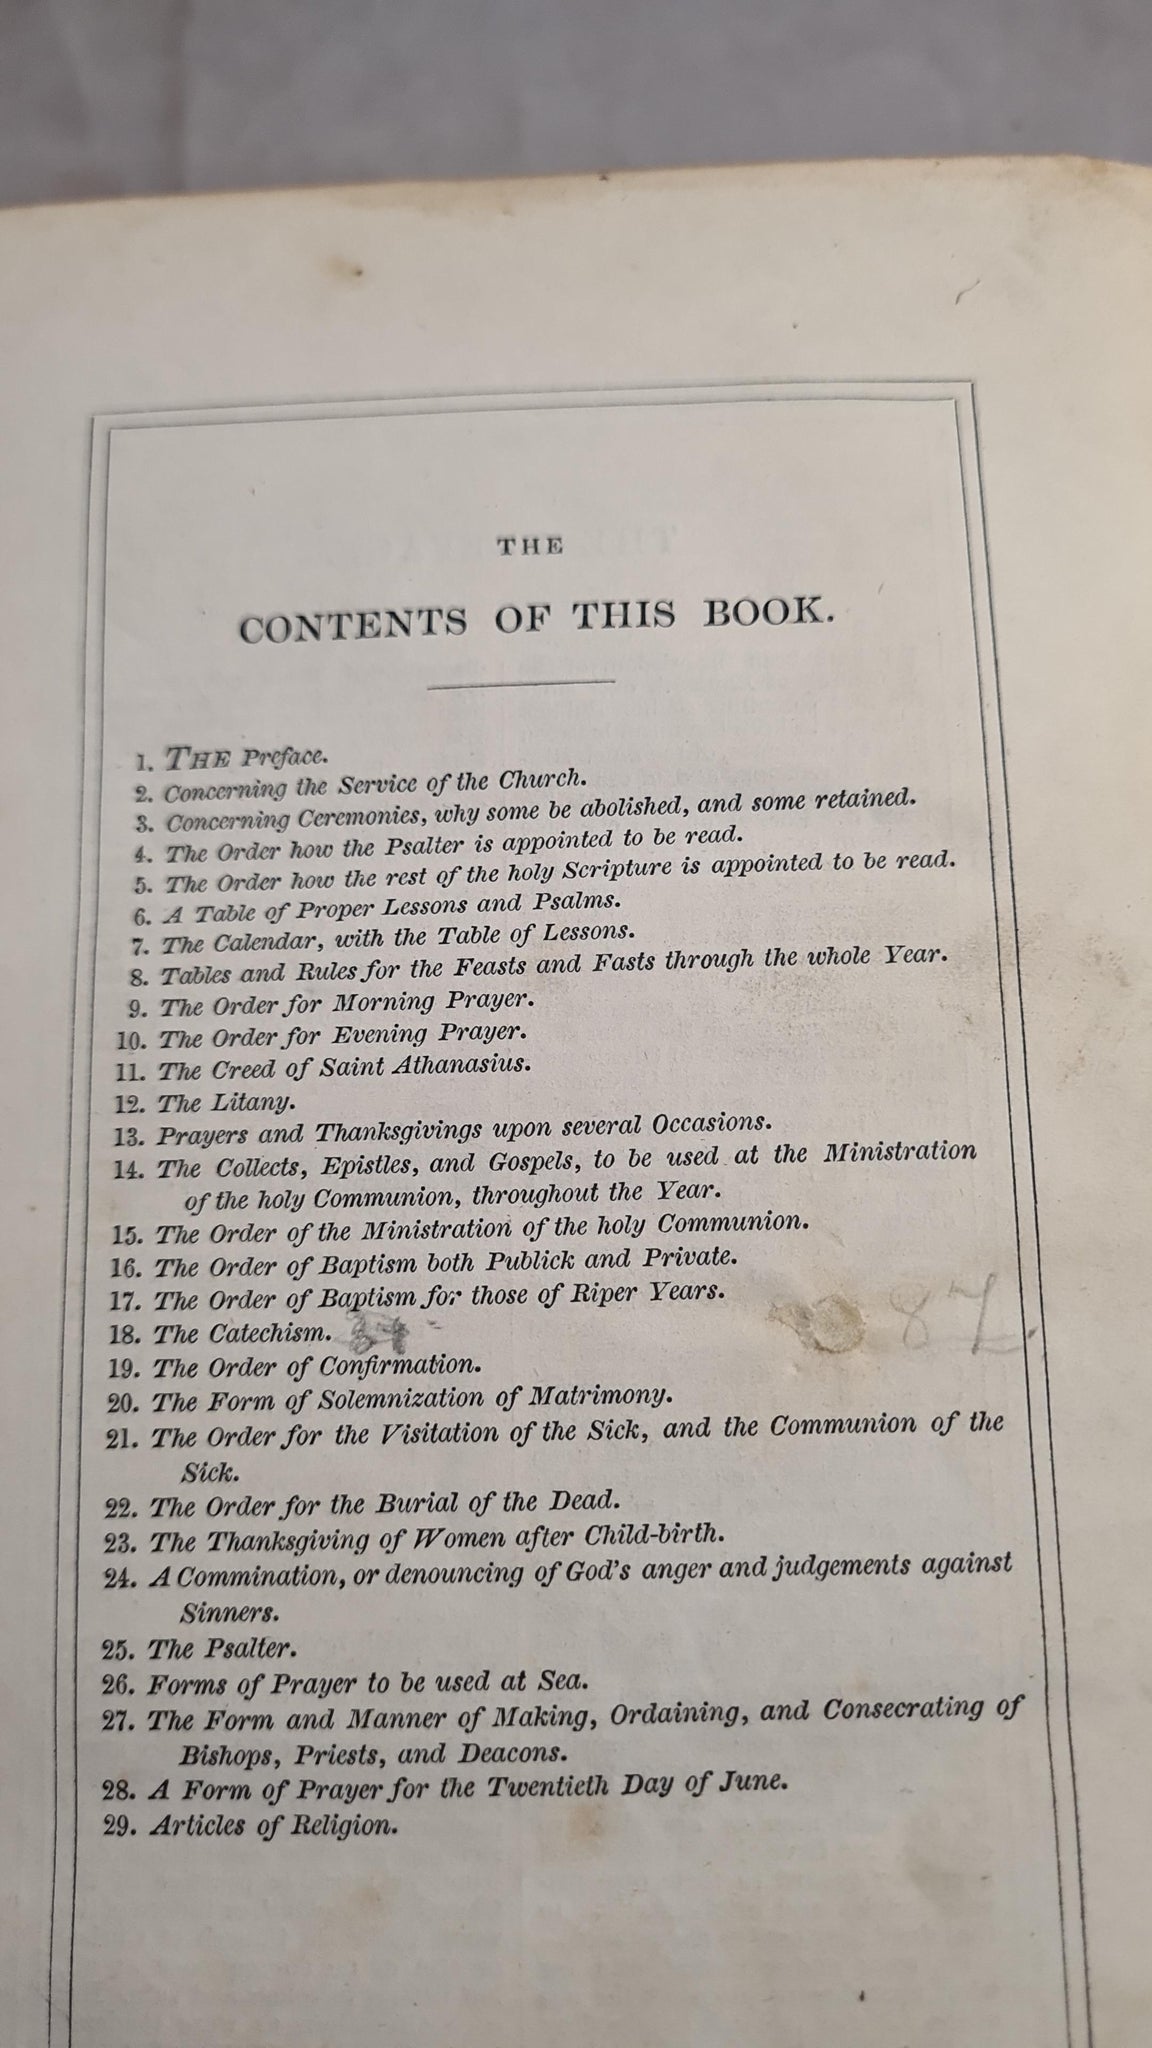 THE
CONTENTS OF THIS BOOK.
1. THE Preface.
2. Concerning the Service of the Church.
3. Concerning Ceremonies, why some be abolished, and some retained.
4. The Order how the Psalter is appointed to be read.
5. The Order how the rest of the holy Scripture is appointed to be read.
6. A Table of Proper Lessons and Psalms.
7. The Calendar, with the Table of Lessons.
8. Tables and Rules for the Feasts and Fasts through the whole Year.
9. The Order for Morning Prayer.
10. The Order for Evening Prayer.
11. The Creed of Saint Athanasius.
12. The Litany.
13. Prayers and Thanksgivings upon several Occasions.
14. The Collects, Epistles, and Gospels, to be used at the Ministration
of the holy Communion, throughout the Year.
15. The Order of the Ministration of the holy Communion.
16. The Order of Baptism both Publick and Private.
17. The Order of Baptism for those of Riper Years.
18. The Catechism.
19. The Order of Confirmation.
20. The Form of Solemnization of Matrimony.
21. The Order for the Visitation of the Sick, and the Communion of the
Sick.
22. The Order for the Burial of the Dead.
23. The Thanksgiving of Women after Child-birth.
24. A Commination, or denouncing of God's anger and judgements against
Sinners.
25. The Psalter.
26. Forms of Prayer to be used at Sea.
27. The Form and Manner of Making, Ordaining, and Consecrating of
Bishops, Priests, and Deacons.
28. A Form of Prayer for the Twentieth Day of June.
29. Articles of Religion.